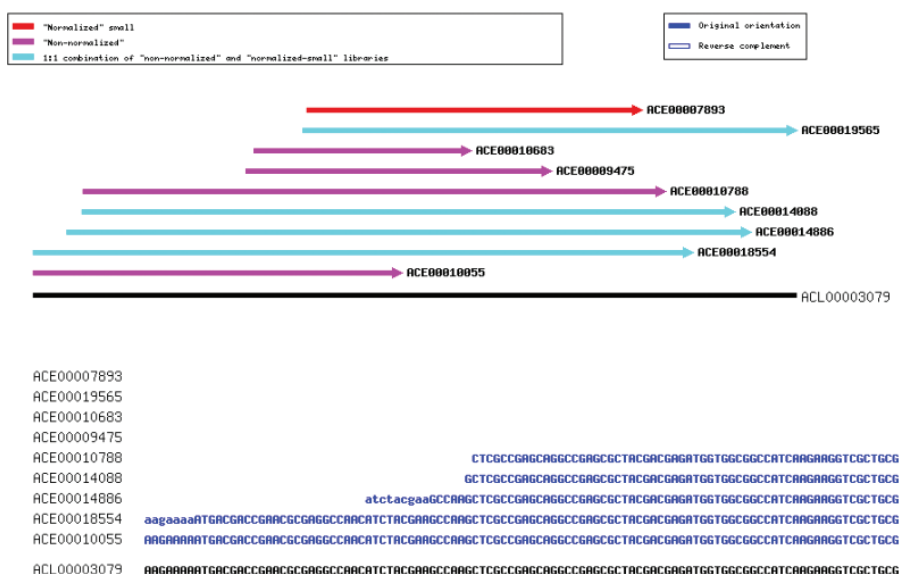 "Normalized" small
"Non-normalized"
1:1 combination of "non-normalized" and "normalized-small" libraries
Original orientation
Reverse complement
ACE00007893
ACE00019565
ACE00010683
ACE00009475
ACE00010788
ACE00014088
ACE00014886
ACE00018554
ACE00010055
ACL00003079
ACE00007893
ACE00019565
ACE00010683
ACE00009475
ACE00010788 CTCGCCGAGCAGGCCGAGCGCTACGACGAGATGGTGGCGGCCATCAAGAAGGTCGCTGCG
ACE00014088 GCTCGCCGAGCAGGCCGAGCGCTACGACGAGATGGTGGCGGCCATCAAGAAGGTCGCTGCG
ACE00014886 atctacgaaGCCAAGCTCGCCGAGCAGGCCGAGCGCTACGACGAGATGGTGGCGGCCATCAAGAAGGTCGCTGCG
ACE00018554 aagaaaaATGACGACCGAACGCGAGGCCAACATCTACGAAGCCAAGCTCGCCGAGCAGGCCGAGCGCTACGACGAGATGGTGGCGGCCATCAAGAAGGTCGCTGCG
ACE00010055 AAGAAAAATGACGACCGAACGCGAGGCCAACATCTACGAAGCCAAGCTCGCCGAGCAGGCCGAGCGCTACGACGAGATGGTGGCGGCCATCAAGAAGGTCGCTGCG
ACL00003079 AAGAAAAATGACGACCGAACGCGAGGCCAACATCTACGAAGCCAAGCTCGCCGAGCAGGCCGAGCGCTACGACGAGATGGTGGCGGCCATCAAGAAGGTCGCTGCG